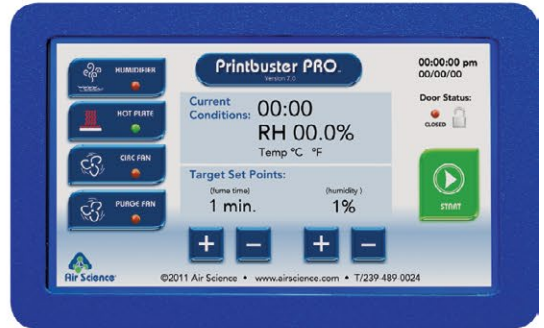 HUMIDIFIER
HOT PLATE
CIRC FAN
PURGE FAN
Air Science
Printbuster PRO™
Version 7.0
Current
Conditions:
00:00
RH 00.0%
Temp °C °F
Target Set Points:
(fume time)
(humidity )
1 min.
1%
+ − + −
00:00:00 pm
00/00/00
Door Status:
CLOSED
START
©2011 Air Science • www.airscience.com • T/239-489-0024